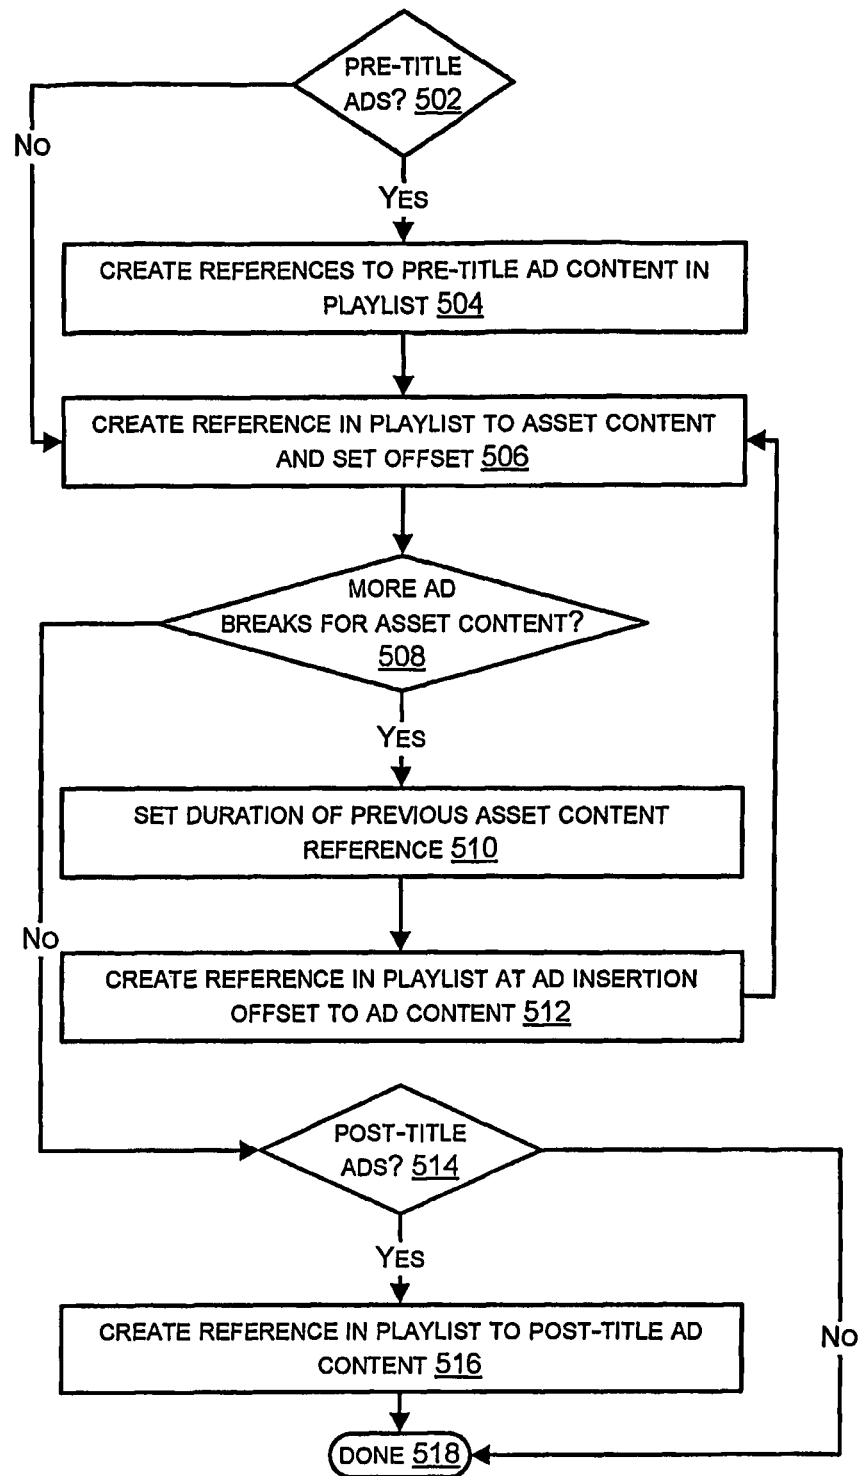 PRE-TITLE
ADS? 502
NO
YES
CREATE REFERENCES TO PRE-TITLE AD CONTENT IN
PLAYLIST 504
CREATE REFERENCE IN PLAYLIST TO ASSET CONTENT
AND SET OFFSET 506
MORE AD
BREAKS FOR ASSET CONTENT?
508
YES
SET DURATION OF PREVIOUS ASSET CONTENT
REFERENCE 510
NO
CREATE REFERENCE IN PLAYLIST AT AD INSERTION
OFFSET TO AD CONTENT 512
POST-TITLE
ADS? 514
YES
CREATE REFERENCE IN PLAYLIST TO POST-TITLE AD
CONTENT 516
NO
DONE 518